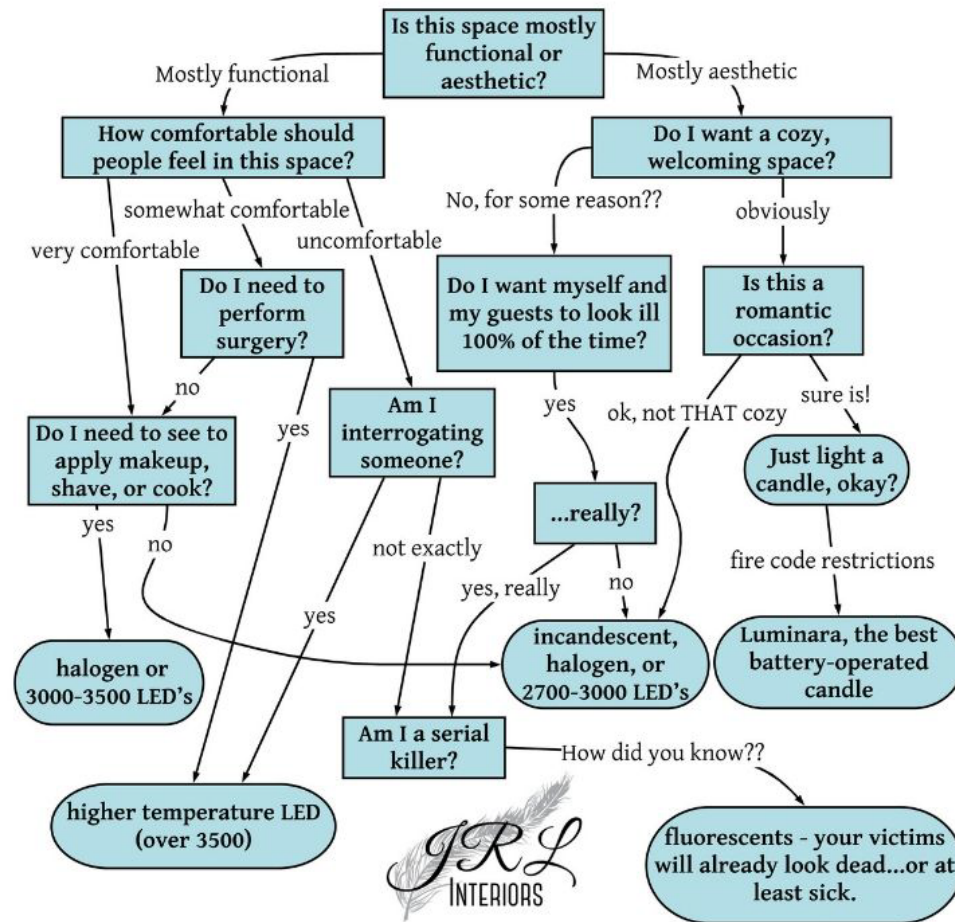 Is this space mostly
functional or
aesthetic?
Mostly functional
Mostly aesthetic
How comfortable should
people feel in this space?
Do I want a cozy,
welcoming space?
somewhat comfortable
No, for some reason??
obviously
very comfortable
uncomfortable
Do I need to
perform
surgery?
Do I want myself and
my guests to look ill
100% of the time?
Is this a
romantic
occasion?
no
yes
yes
ok, not THAT cozy
sure is!
Do I need to see to
apply makeup,
shave, or cook?
Am I
interrogating
someone?
Just light a
candle, okay?
...really?
yes
no
not exactly
yes
yes, really
no
fire code restrictions
halogen or
3000-3500 LED's
incandescent,
halogen, or
2700-3000 LED's
Luminara, the best
battery-operated
candle
Am I a serial
killer?
How did you know??
higher temperature LED
(over 3500)
fluorescents - your victims
will already look dead...or at
least sick.
JRL
INTERIORS